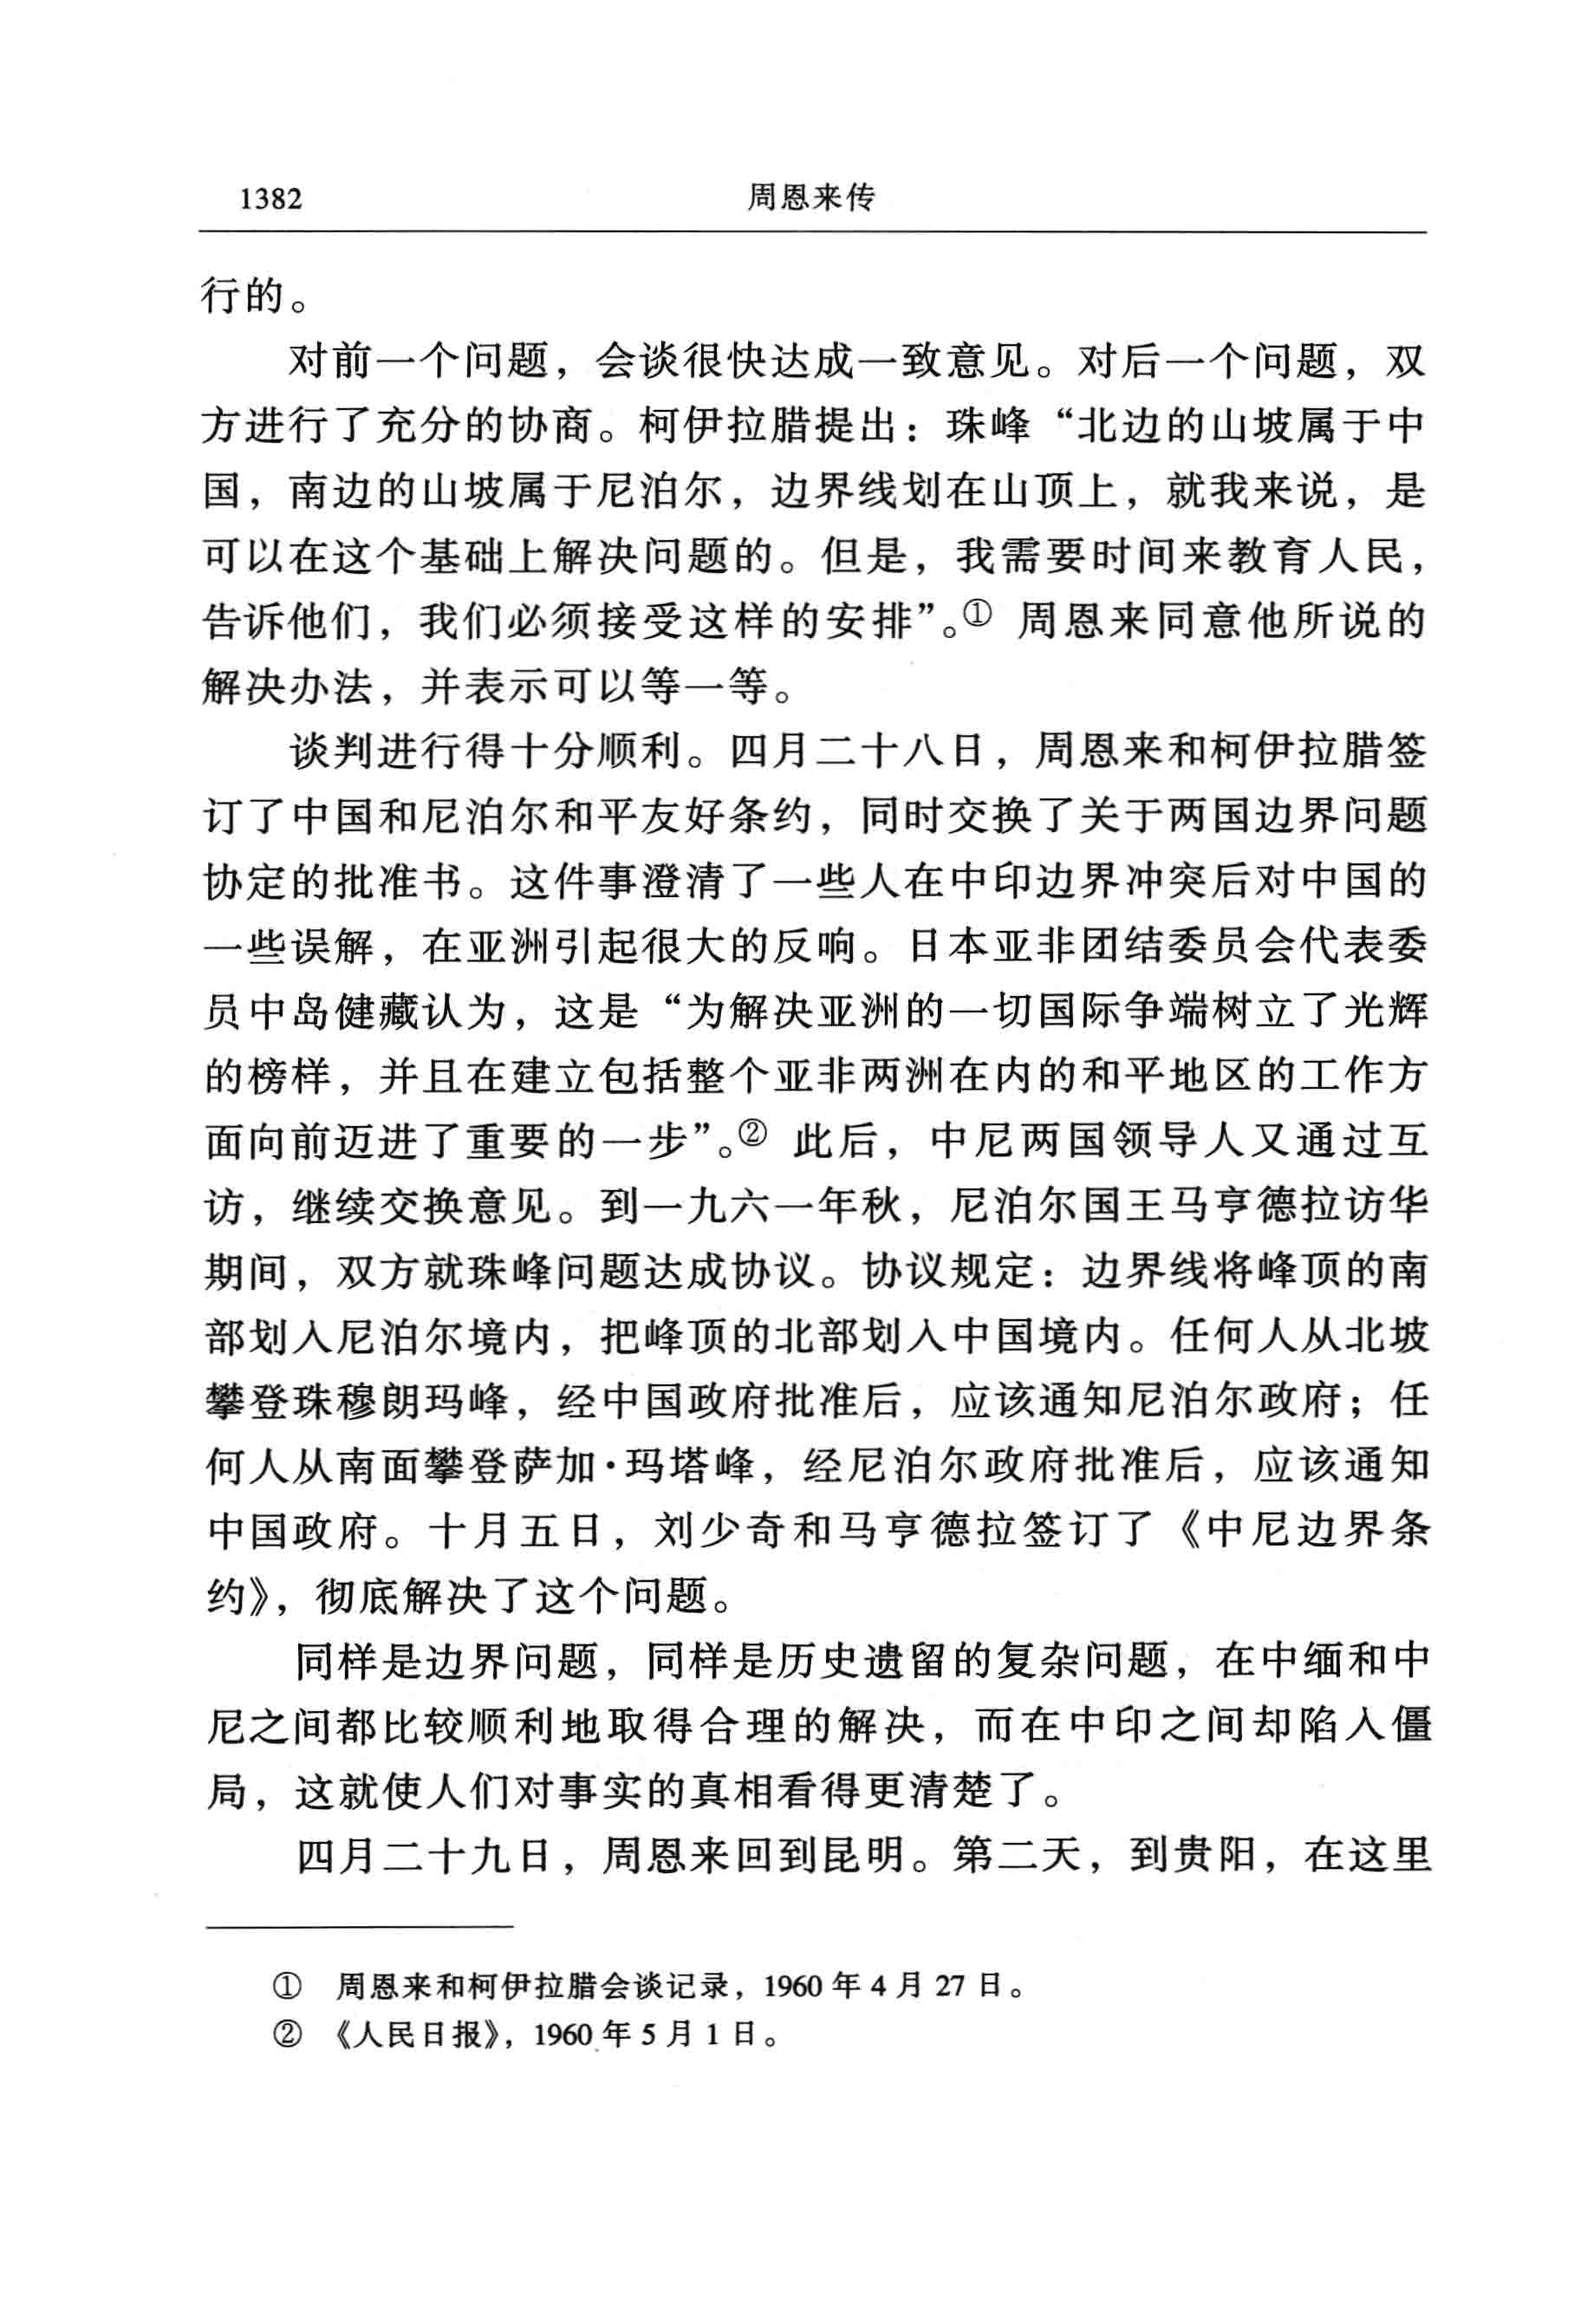 1382 周恩来传
行的。
对前一个问题，会谈很快达成一致意见。对后一个问题，双
方进行了充分的协商。柯伊拉腊提出：珠峰“北边的山坡属于中
国，南边的山坡属于尼泊尔，边界线划在山顶上，就我来说，是
可以在这个基础上解决问题的。但是，我需要时间来教育人民，
告诉他们，我们必须接受这样的安排”。① 周恩来同意他所说的
解决办法，并表示可以等一等。
谈判进行得十分顺利。四月二十八日，周恩来和柯伊拉腊签
订了中国和尼泊尔和平友好条约，同时交换了关于两国边界问题
协定的批准书。这件事澄清了一些人在中印边界冲突后对中国的
一些误解，在亚洲引起很大的反响。日本亚非团结委员会代表委
员中岛健藏认为，这是“为解决亚洲的一切国际争端树立了光辉
的榜样，并且在建立包括整个亚非两洲在内的和平地区的工作方
面向前迈进了重要的一步”。② 此后，中尼两国领导人又通过互
访，继续交换意见。到一九六一年秋，尼泊尔国王马亨德拉访华
期间，双方就珠峰问题达成协议。协议规定：边界线将峰顶的南
部划入尼泊尔境内，把峰顶的北部划入中国境内。任何人从北坡
攀登珠穆朗玛峰，经中国政府批准后，应该通知尼泊尔政府；任
何人从南面攀登萨加·玛塔峰，经尼泊尔政府批准后，应该通知
中国政府。十月五日，刘少奇和马亨德拉签订了《中尼边界条
约》，彻底解决了这个问题。
同样是边界问题，同样是历史遗留的复杂问题，在中缅和中
尼之间都比较顺利地取得合理的解决，而在中印之间却陷入僵
局，这就使人们对事实的真相看得更清楚了。
四月二十九日，周恩来回到昆明。第二天，到贵阳，在这里
① 周恩来和柯伊拉腊会谈记录，1960 年 4 月 27 日。
② 《人民日报》，1960 年 5 月 1 日。